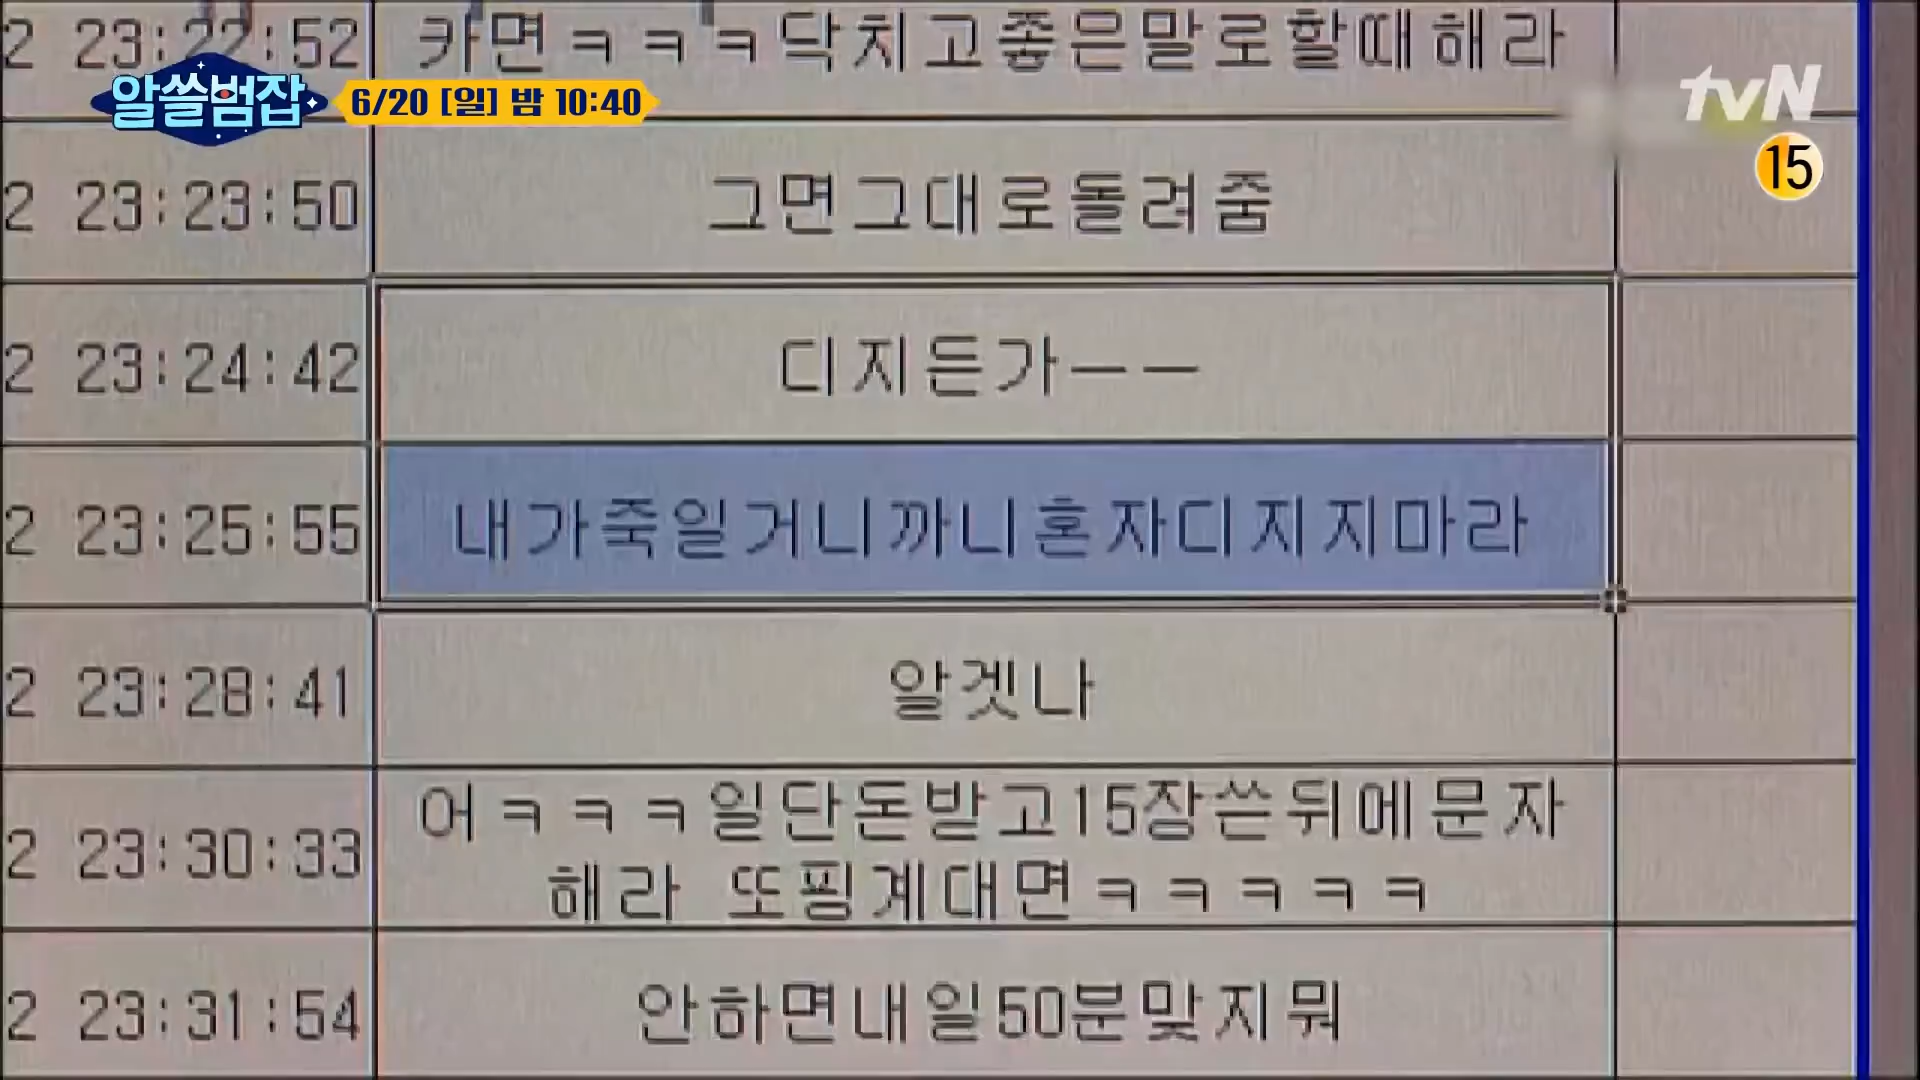 2 23:22:52 카면ㅋㅋㅋ닥치고좋은말로할때해라
알쓸범잡 6/20 [일] 밤 10:40
tvN
15
2 23:23:50 그면그대로돌려줌
2 23:24:42 디지든가ㅡㅡ
2 23:25:55 내가죽일거니까니혼자디지지마라
2 23:28:41 알겟나
2 23:30:33 어ㅋㅋㅋ일단돈받고15장쓴뒤에문자
해라 또핑계대면ㅋㅋㅋㅋㅋ
2 23:31:54 안하면내일50분맞지뭐